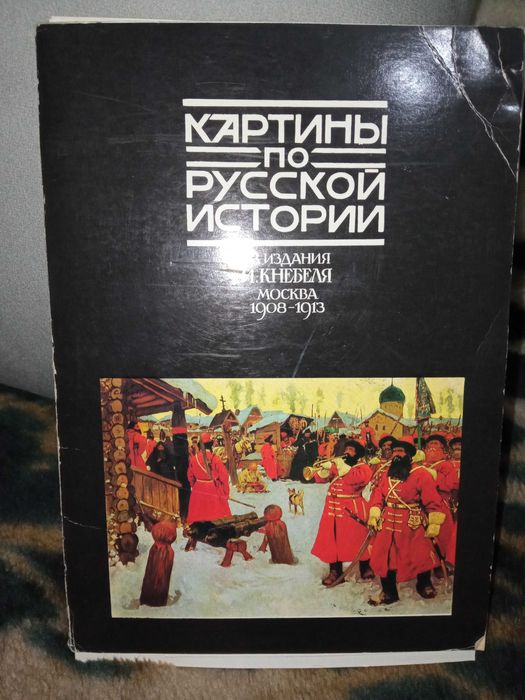 КАРТИНЫ
ПО
РУССКОЙ
ИСТОРИИ
ИЗДАНИЯ
И. КНЕБЕЛЯ
МОСКВА
1908-1913